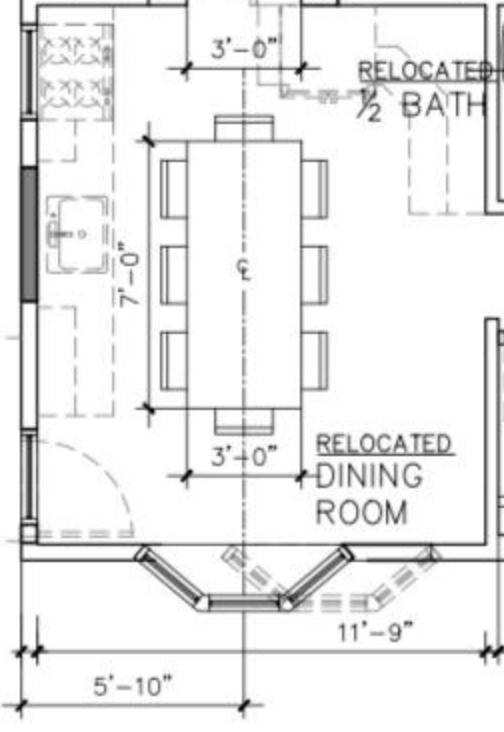 3'-0"
RELOCATED
½ BATH
7'-0"
℄
3'-0"
RELOCATED
DINING
ROOM
11'-9"
5'-10"